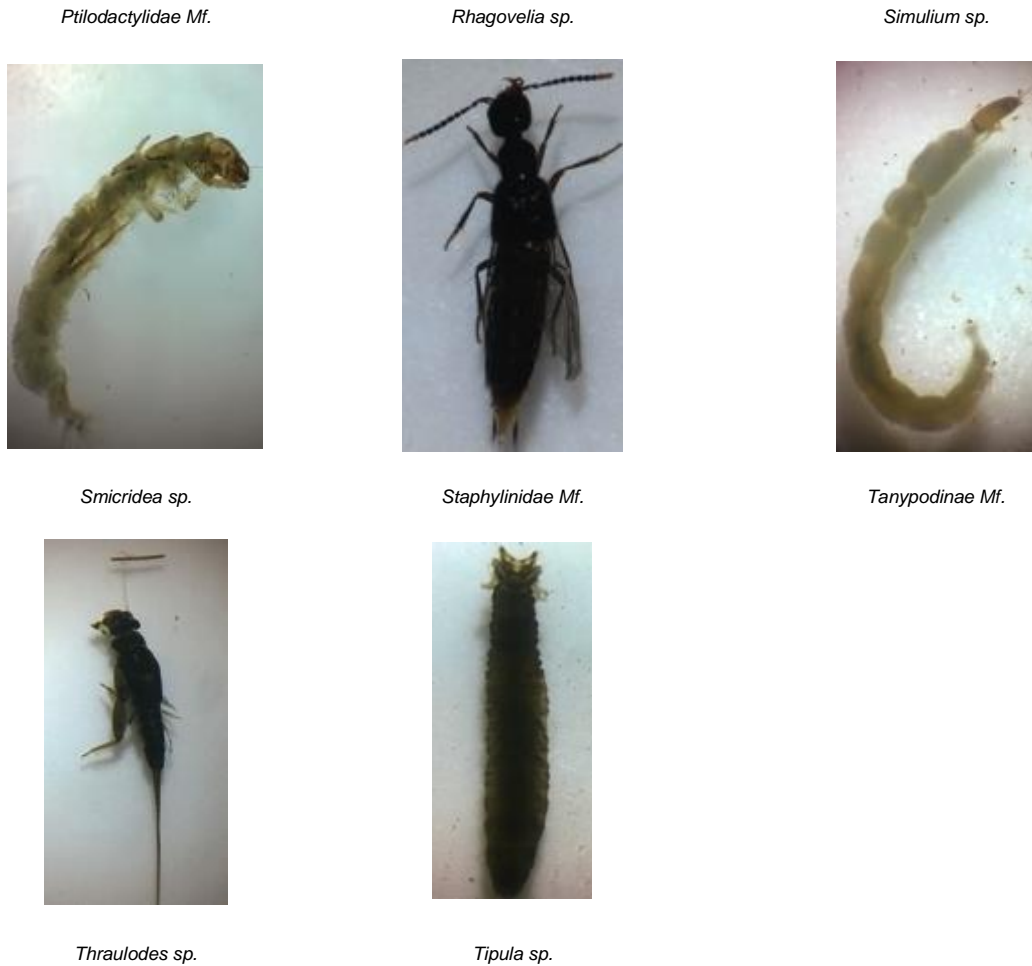 Ptilodactylidae Mf.
Rhagovelia sp.
Simulium sp.
Smicridea sp.
Staphylinidae Mf.
Tanypodinae Mf.
Thraulodes sp.
Tipula sp.